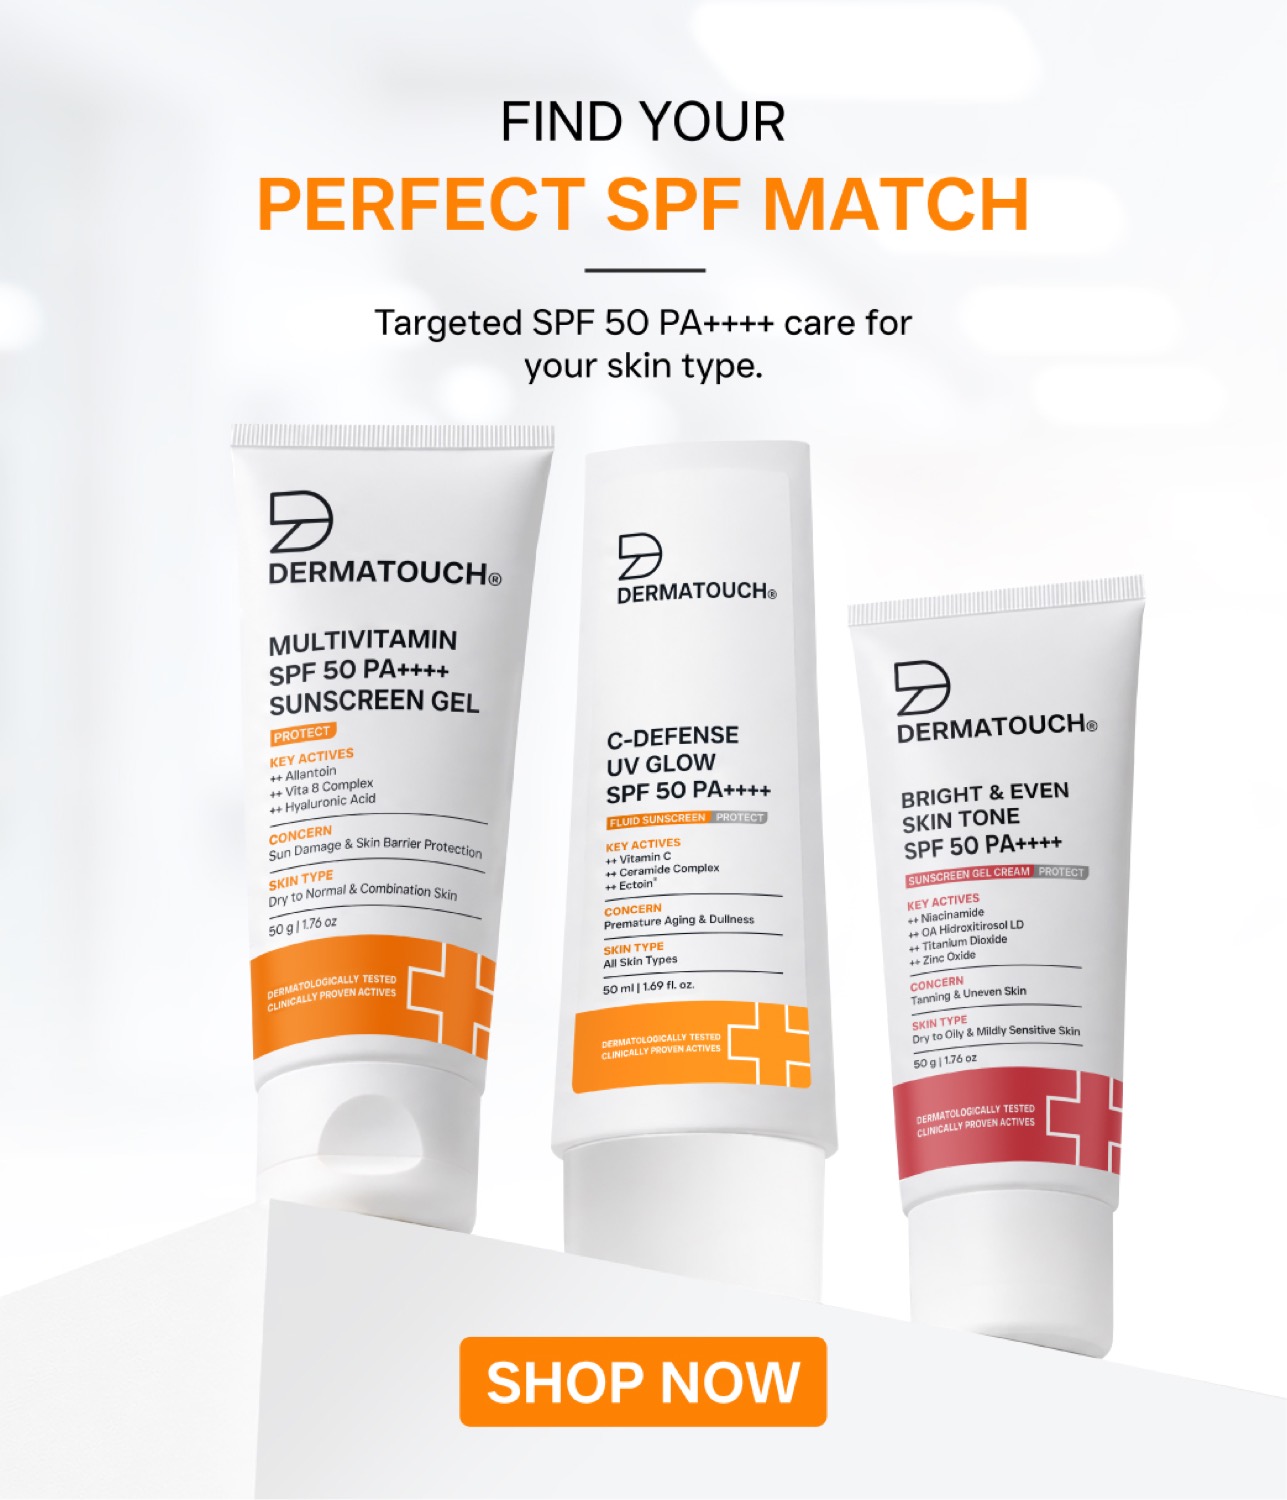 FIND YOUR
PERFECT SPF MATCH
Targeted SPF 50 PA++++ care for
your skin type.
DERMATOUCH®
MULTIVITAMIN
SPF 50 PA++++
SUNSCREEN GEL
PROTECT
KEY ACTIVES
++ Allantoin
++ Vita 8 Complex
++ Hyaluronic Acid
CONCERN
Sun Damage & Skin Barrier Protection
SKIN TYPE
Dry to Normal & Combination Skin
50 g | 1.76 oz
DERMATOLOGICALLY TESTED
CLINICALLY PROVEN ACTIVES
DERMATOUCH®
C-DEFENSE
UV GLOW
SPF 50 PA++++
FLUID SUNSCREEN PROTECT
KEY ACTIVES
++ Vitamin C
++ Ceramide Complex
++ Ectoin®
CONCERN
Premature Aging & Dullness
SKIN TYPE
All Skin Types
50 ml | 1.69 fl. oz.
DERMATOLOGICALLY TESTED
CLINICALLY PROVEN ACTIVES
DERMATOUCH®
BRIGHT & EVEN
SKIN TONE
SPF 50 PA++++
SUNSCREEN GEL CREAM PROTECT
KEY ACTIVES
++ Niacinamide
++ OA Hidroxitirosol LD
++ Titanium Dioxide
++ Zinc Oxide
CONCERN
Tanning & Uneven Skin
SKIN TYPE
Dry to Oily & Mildly Sensitive Skin
50 g | 1.76 oz
DERMATOLOGICALLY TESTED
CLINICALLY PROVEN ACTIVES
SHOP NOW